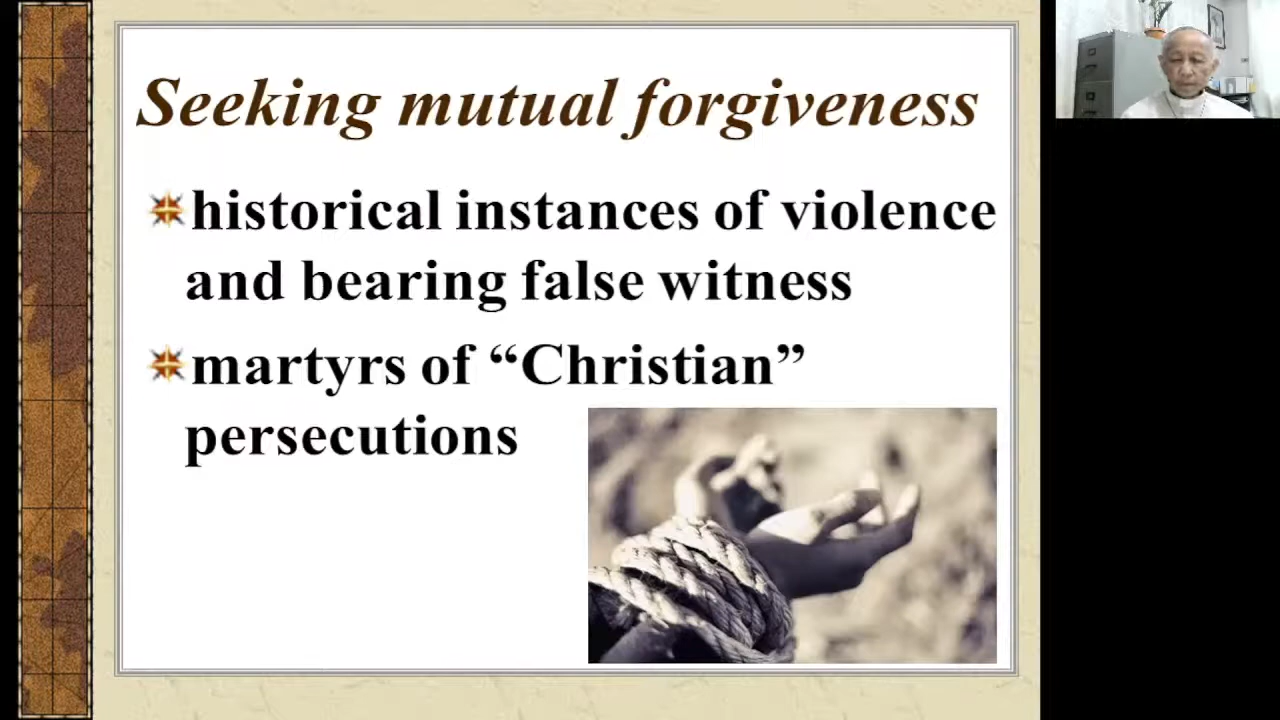 Seeking mutual forgiveness
historical instances of violence
and bearing false witness
martyrs of “Christian”
persecutions